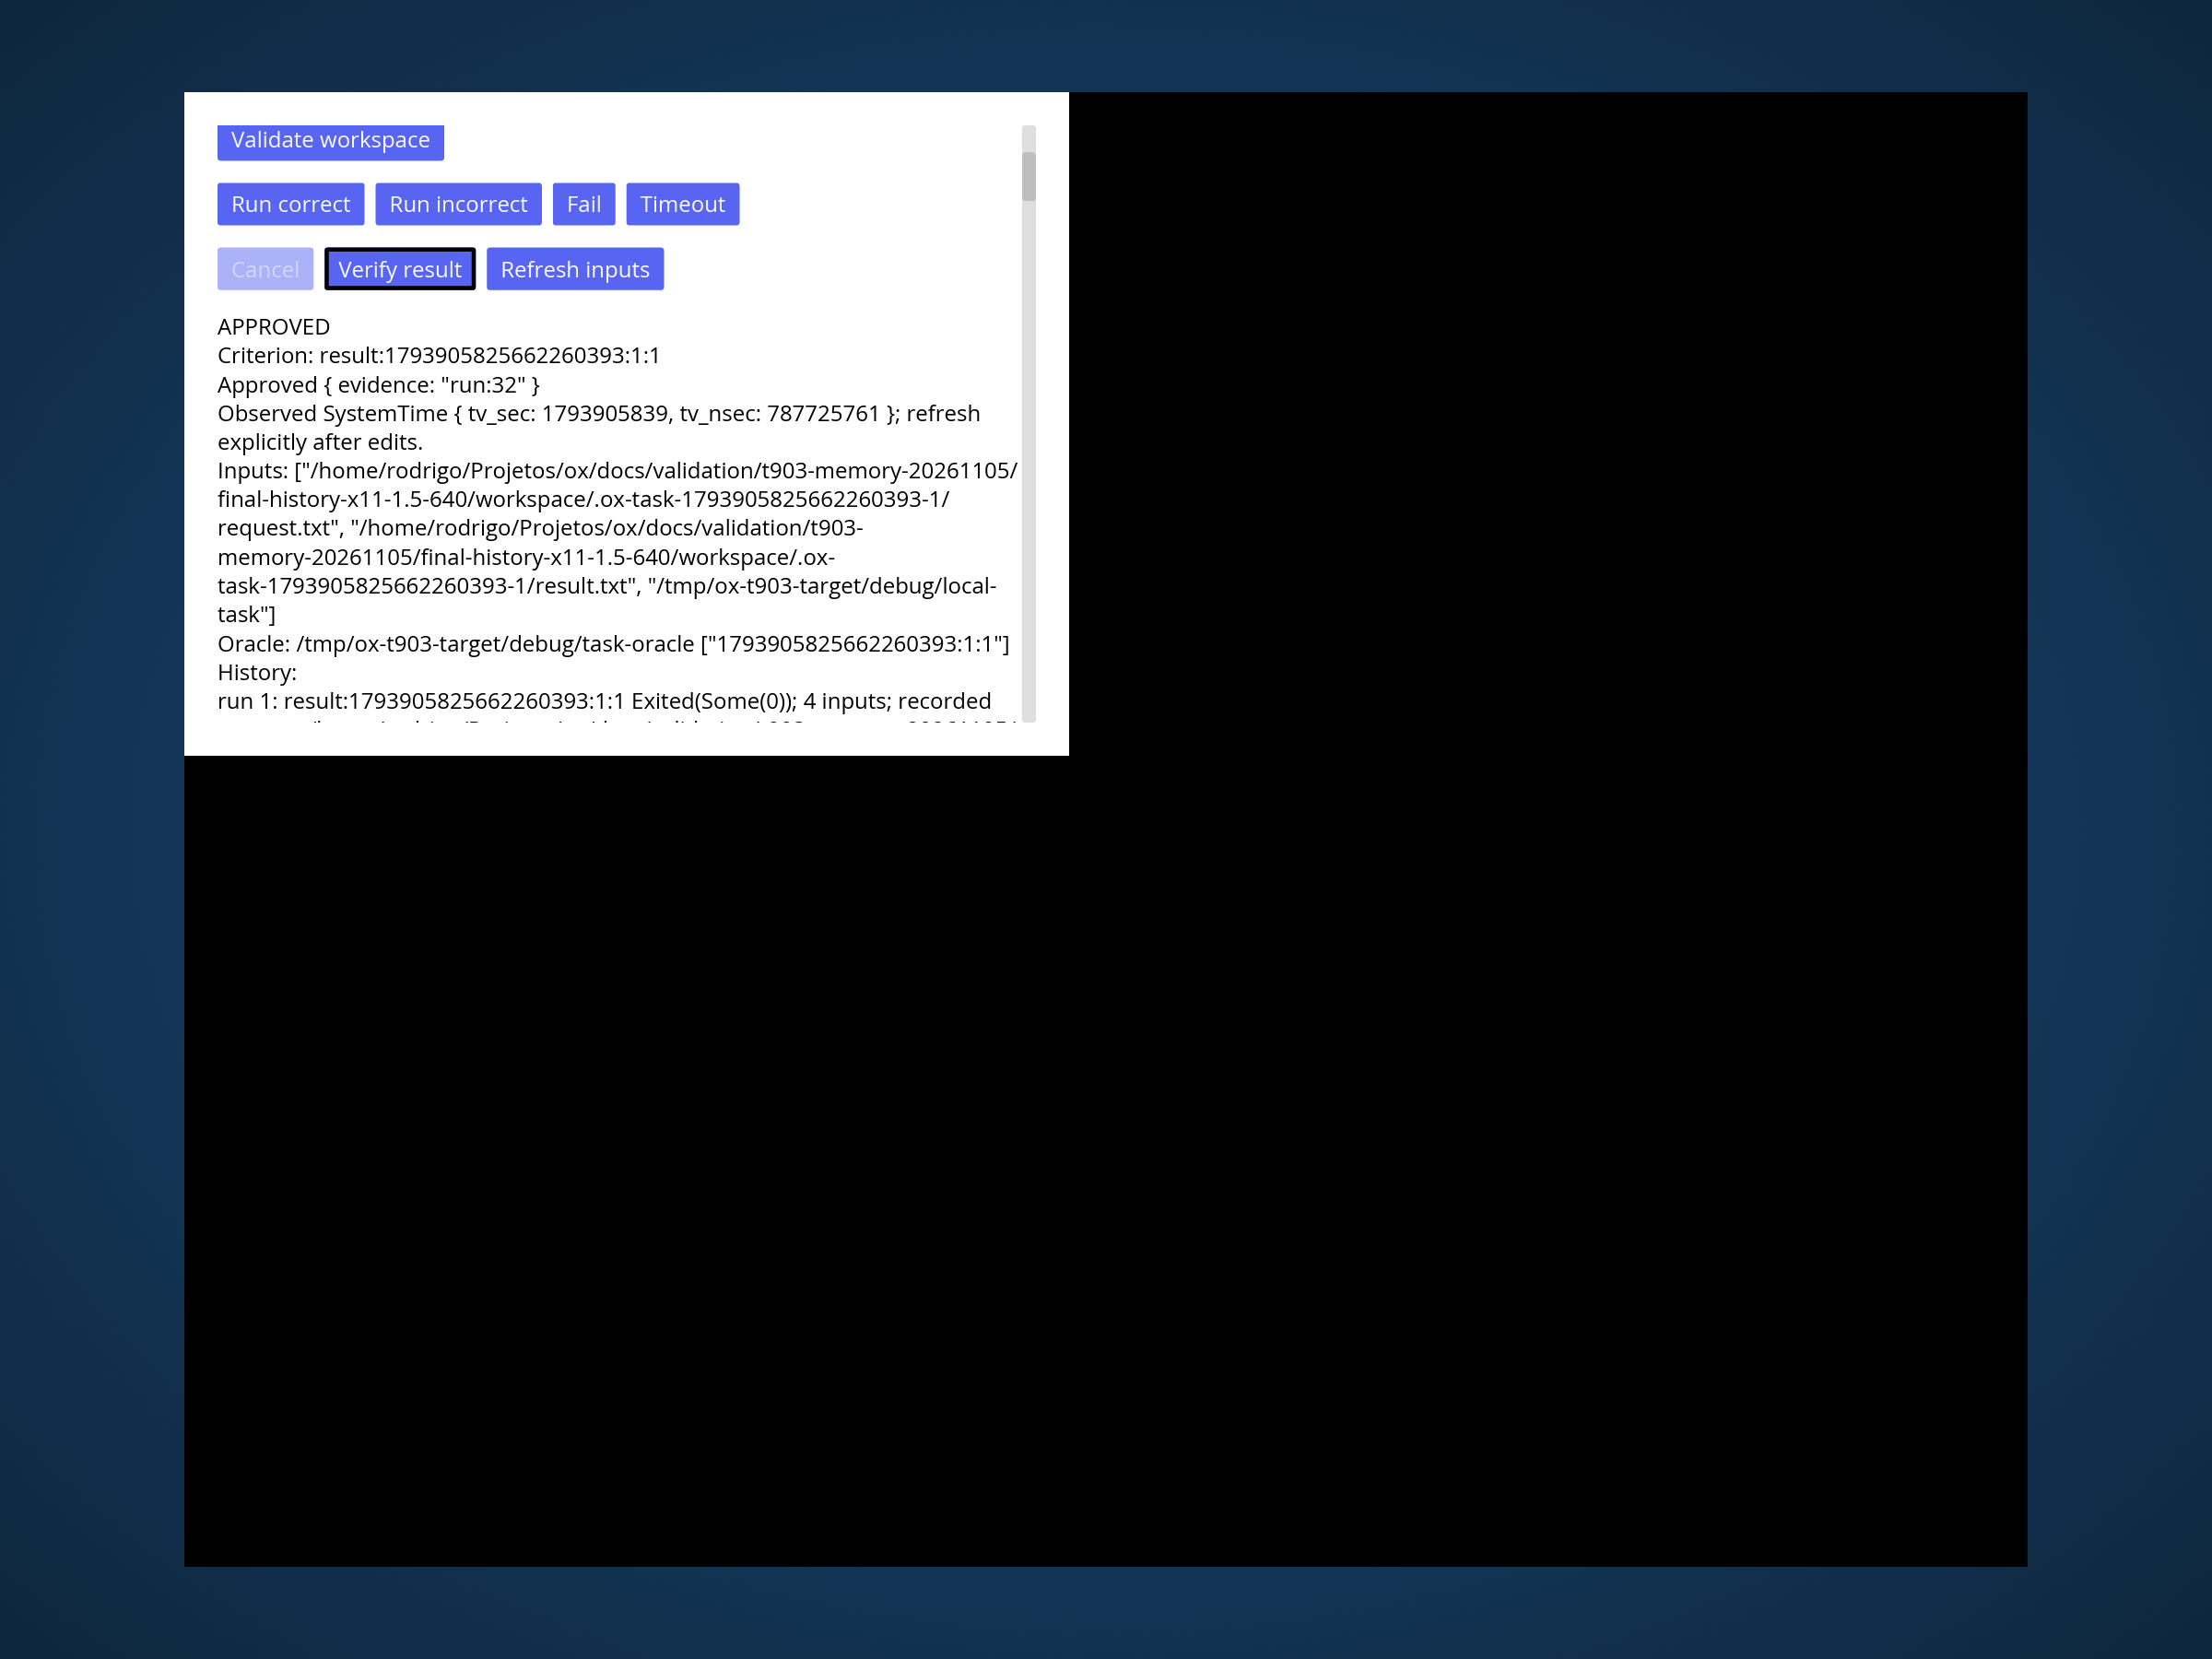 Validate workspace
Run correct Run incorrect Fail Timeout
Cancel Verify result Refresh inputs
APPROVED
Criterion: result:1793905825662260393:1:1
Approved { evidence: "run:32" }
Observed SystemTime { tv_sec: 1793905839, tv_nsec: 787725761 }; refresh
explicitly after edits.
Inputs: ["/home/rodrigo/Projetos/ox/docs/validation/t903-memory-20261105/
final-history-x11-1.5-640/workspace/.ox-task-1793905825662260393-1/
request.txt", "/home/rodrigo/Projetos/ox/docs/validation/t903-
memory-20261105/final-history-x11-1.5-640/workspace/.ox-
task-1793905825662260393-1/result.txt", "/tmp/ox-t903-target/debug/local-
task"]
Oracle: /tmp/ox-t903-target/debug/task-oracle ["1793905825662260393:1:1"]
History:
run 1: result:1793905825662260393:1:1 Exited(Some(0)); 4 inputs; recorded